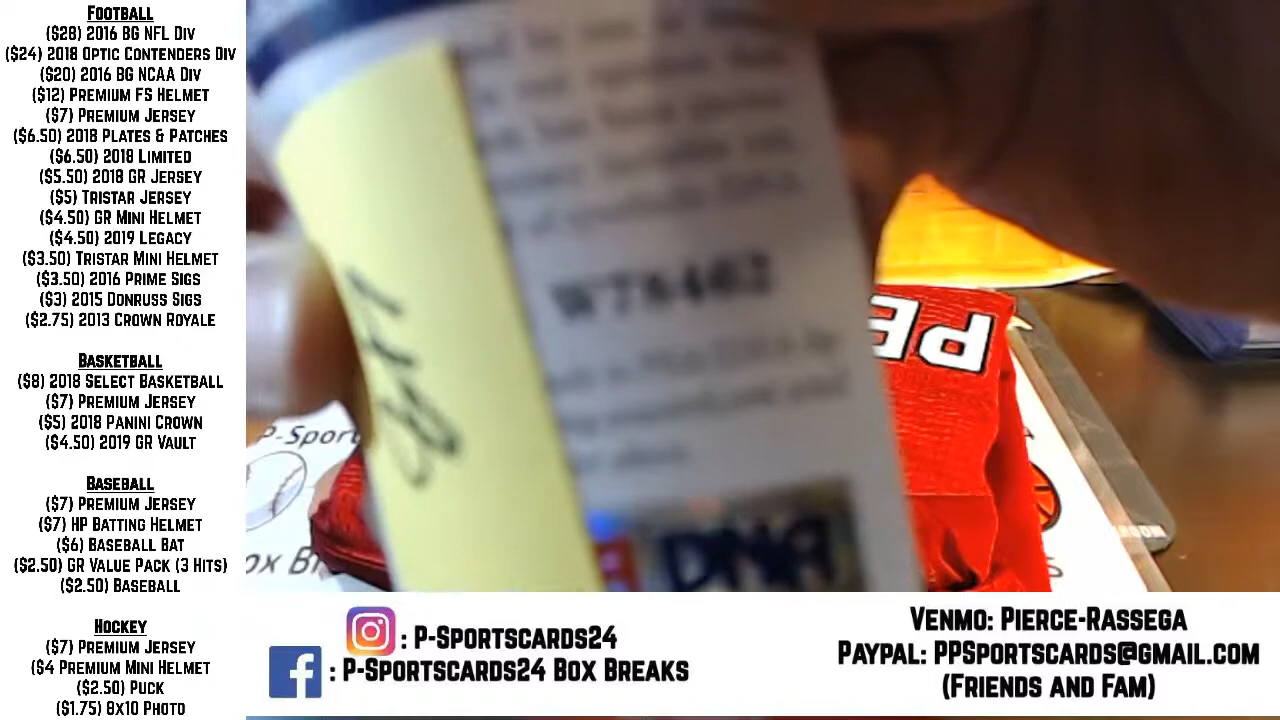 Football
($28) 2016 BG NFL Div
($24) 2018 Optic Contenders Div
($20) 2016 BG NCAA Div
($12) Premium FS Helmet
($7) Premium Jersey
($6.50) 2018 Plates & Patches
($6.50) 2018 Limited
($5.50) 2018 GR Jersey
($5) Tristar Jersey
($4.50) GR Mini Helmet
($4.50) 2019 Legacy
($3.50) Tristar Mini Helmet
($3.50) 2016 Prime Sigs
($3) 2015 Donruss Sigs
($2.75) 2013 Crown Royale
Basketball
($8) 2018 Select Basketball
($7) Premium Jersey
($5) 2018 Panini Crown
($4.50) 2019 GR Vault
Baseball
($7) Premium Jersey
($7) HP Batting Helmet
($6) Baseball Bat
($2.50) GR Value Pack (3 Hits)
($2.50) Baseball
Hockey
($7) Premium Jersey
($4 Premium Mini Helmet
($2.50) Puck
($1.75) 8x10 Photo
W78402
DNA
PE
P-Sport
ox B
: P-Sportscards24
: P-Sportscards24 Box Breaks
Venmo: Pierce-Rassega
Paypal: PPSportscards@gmail.com
(Friends and Fam)